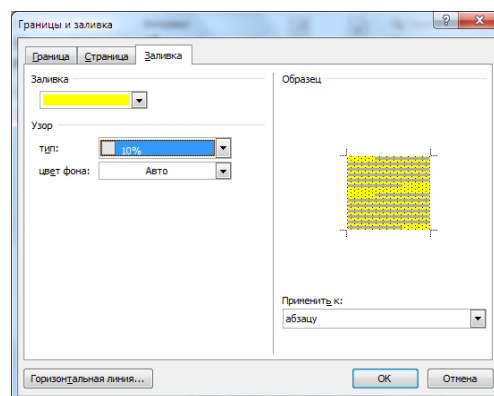 Границы и заливка
Граница Страница Заливка
Заливка
Образец
Узор
тип: 10%
цвет фона: Авто
Применить к:
абзацу
Горизонтальная линия... ОК Отмена